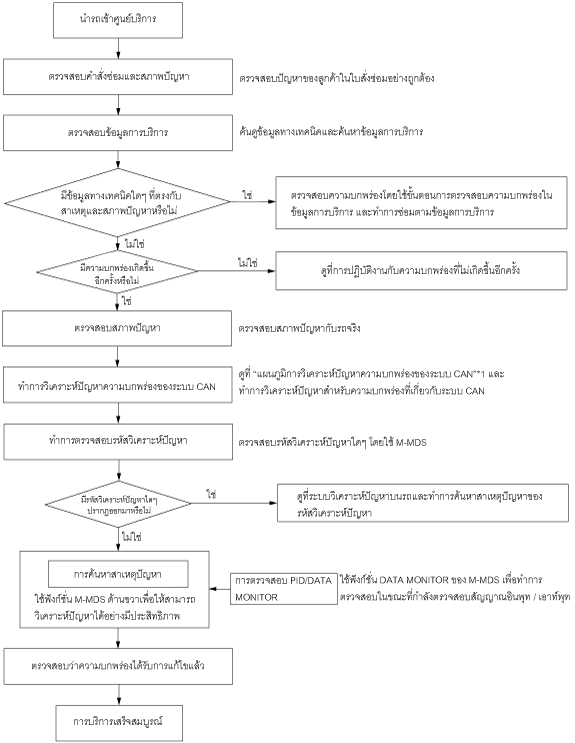 นำรถเข้าศูนย์บริการ
ตรวจสอบคำสั่งซ่อมและสภาพปัญหา
ตรวจสอบปัญหาของลูกค้าในใบสั่งซ่อมอย่างถูกต้อง
ตรวจสอบข้อมูลการบริการ
ค้นดูข้อมูลทางเทคนิคและค้นหาข้อมูลการบริการ
มีข้อมูลทางเทคนิคใดๆ ที่ตรงกับ
สาเหตุและสภาพปัญหาหรือไม่
ใช่
ตรวจสอบความบกพร่องโดยใช้ขั้นตอนการตรวจสอบความบกพร่องใน
ข้อมูลการบริการ และทำการซ่อมตามข้อมูลการบริการ
ไม่ใช่
มีความบกพร่องเกิดขึ้น
อีกครั้งหรือไม่
ไม่ใช่
ดูที่การปฏิบัติงานกับความบกพร่องที่ไม่เกิดขึ้นอีกครั้ง
ใช่
ตรวจสอบสภาพปัญหา
ตรวจสอบสภาพปัญหากับรถจริง
ทำการวิเคราะห์ปัญหาความบกพร่องของระบบ CAN
ดูที่ "แผนภูมิการวิเคราะห์ปัญหาความบกพร่องของระบบ CAN"*1 และ
ทำการวิเคราะห์ปัญหาสำหรับความบกพร่องที่เกี่ยวกับระบบ CAN
ทำการตรวจสอบรหัสวิเคราะห์ปัญหา
ตรวจสอบรหัสวิเคราะห์ปัญหาใดๆ โดยใช้ M-MDS
มีรหัสวิเคราะห์ปัญหาใดๆ
ปรากฏออกมาหรือไม่
ใช่
ดูที่ระบบวิเคราะห์ปัญหาบนรถและทำการค้นหาสาเหตุปัญหาของ
รหัสวิเคราะห์ปัญหา
ไม่ใช่
การค้นหาสาเหตุปัญหา
ใช้ฟังก์ชั่น M-MDS ด้านขวาเพื่อให้สามารถ
วิเคราะห์ปัญหาได้อย่างมีประสิทธิภาพ
การตรวจสอบ PID/DATA
MONITOR
ใช้ฟังก์ชั่น DATA MONITOR ของ M-MDS เพื่อทำการ
ตรวจสอบในขณะที่กำลังตรวจสอบสัญญาณอินพุท / เอาท์พุท
ตรวจสอบว่าความบกพร่องได้รับการแก้ไขแล้ว
การบริการเสร็จสมบูรณ์